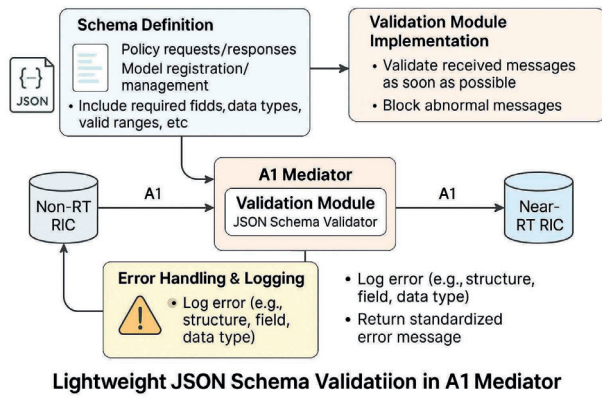 Schema Definition
Policy requests/responses
Model registration/
management
• Include required fidds, data types,
valid ranges, etc
{--}
JSON
Validation Module
Implementation
• Validate received messages
as soon as possible
• Block abnormal messages
Non-RT
RIC
A1
A1 Mediator
Validation Module
JSON Schema Validator
A1
Near-
RT RIC
Error Handling & Logging
• Log error (e.g.,
structure, field,
data type)
• Log error (e.g., structure,
field, data type)
• Return standardized
error message
Lightweight JSON Schema Validatiion in A1 Mediator